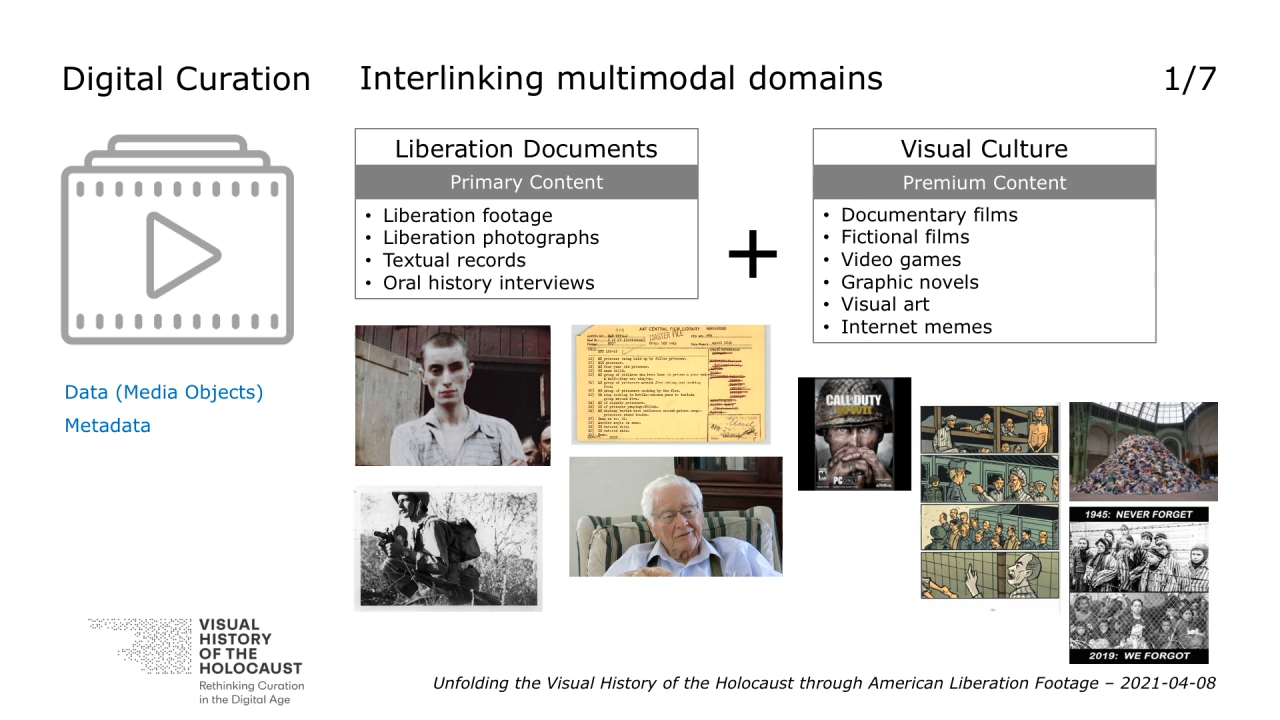 Digital Curation
Interlinking multimodal domains
1/7
Liberation Documents
Primary Content
• Liberation footage
• Liberation photographs
• Textual records
• Oral history interviews
+
Visual Culture
Premium Content
• Documentary films
• Fictional films
• Video games
• Graphic novels
• Visual art
• Internet memes
Data (Media Objects)
Metadata
CALL OF DUTY
WWII
PC
1945: NEVER FORGET
2019: WE FORGOT
VISUAL
HISTORY
OF THE
HOLOCAUST
Rethinking Curation
in the Digital Age
Unfolding the Visual History of the Holocaust through American Liberation Footage – 2021-04-08